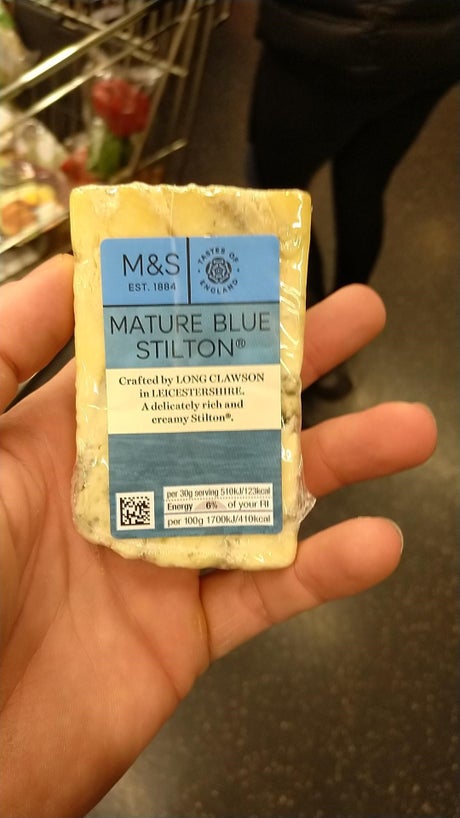 M&S
EST. 1884
TASTES OF
ENGLAND
MATURE BLUE
STILTON®
Crafted by LONG CLAWSON
in LEICESTERSHIRE.
A delicately rich and
creamy Stilton®.
per 30g serving 510kJ/123kcal
Energy 6% of your RI
per 100g 1700kJ/410kcal